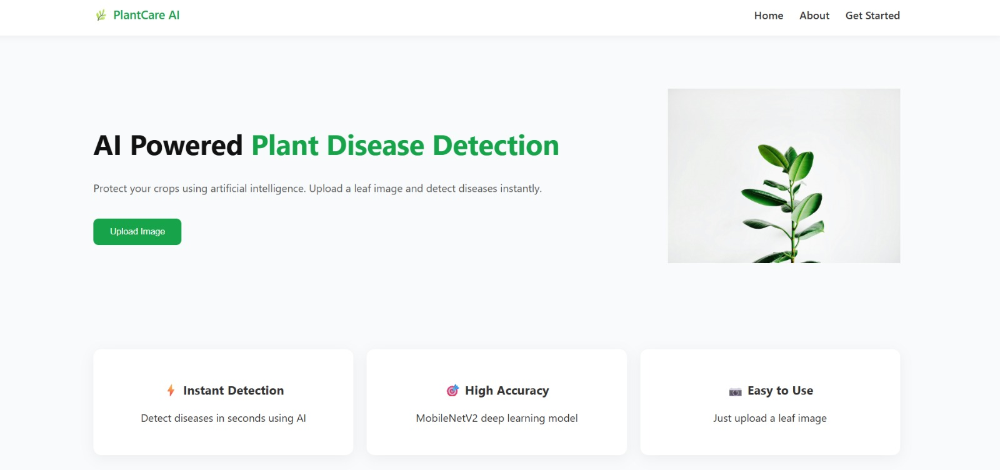 PlantCare AI
Home About Get Started
AI Powered Plant Disease Detection
Protect your crops using artificial intelligence. Upload a leaf image and detect diseases instantly.
Upload Image
Instant Detection
Detect diseases in seconds using AI
High Accuracy
MobileNetV2 deep learning model
Easy to Use
Just upload a leaf image